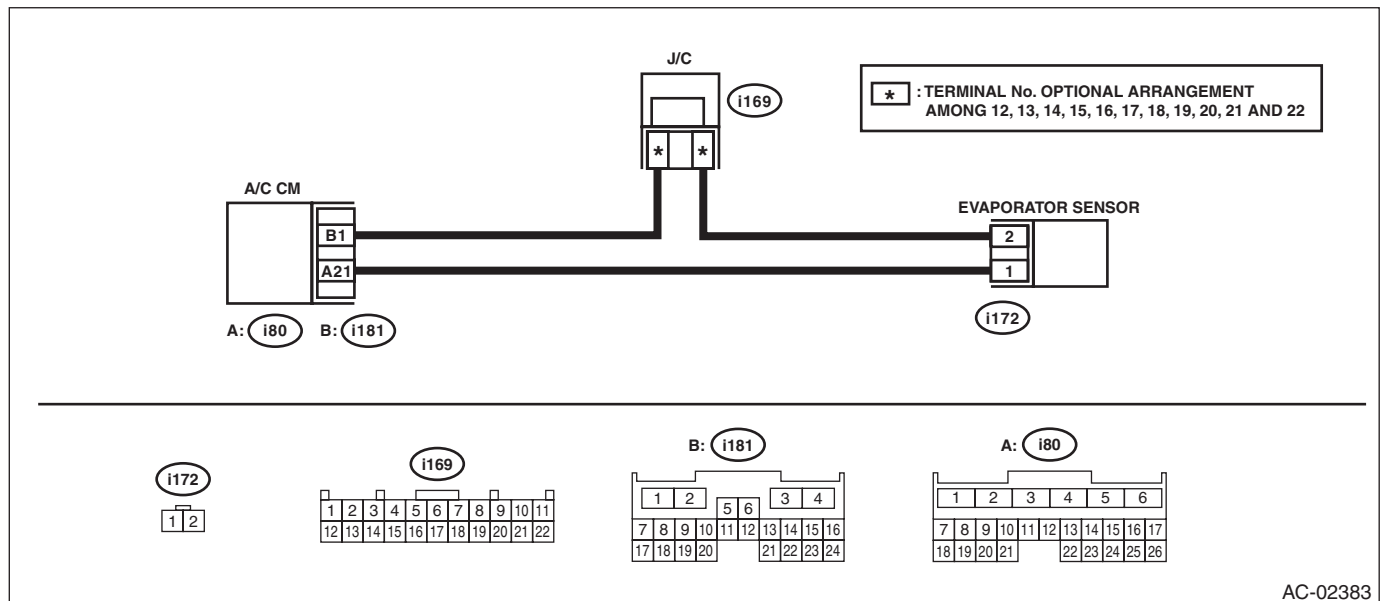 J/C
i169
* : TERMINAL No. OPTIONAL ARRANGEMENT
AMONG 12, 13, 14, 15, 16, 17, 18, 19, 20, 21 AND 22
* *
A/C CM
EVAPORATOR SENSOR
B1
2
A21
1
A: i80 B: i181
i172
B: i181
A: i80
i172
i169
1 2
1 2 3 4 5 6 7 8 9 10 11
12 13 14 15 16 17 18 19 20 21 22
1 2 3 4
5 6
7 8 9 10 11 12 13 14 15 16
17 18 19 20 21 22 23 24
1 2 3 4 5 6
7 8 9 10 11 12 13 14 15 16 17
18 19 20 21 22 23 24 25 26
AC-02383